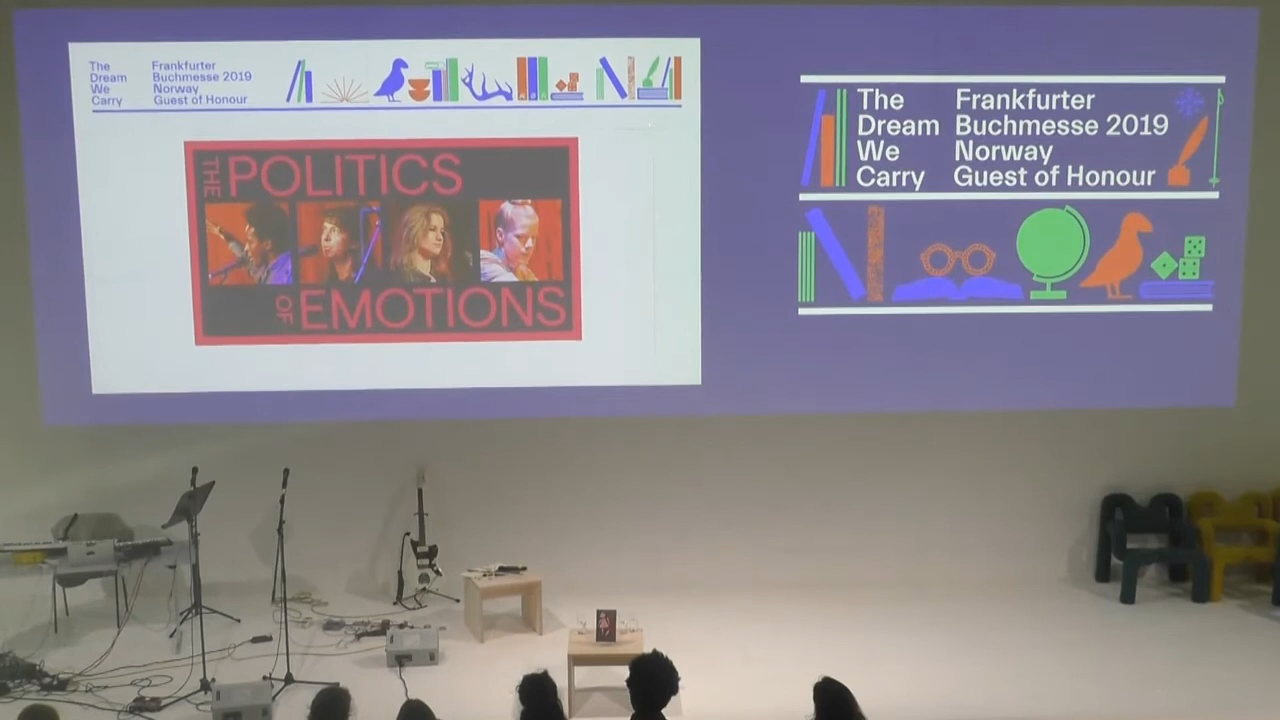 The Frankfurter
Dream Buchmesse 2019
We Norway
Carry Guest of Honour
THE POLITICS
OF EMOTIONS
The Frankfurter
Dream Buchmesse 2019
We Norway
Carry Guest of Honour